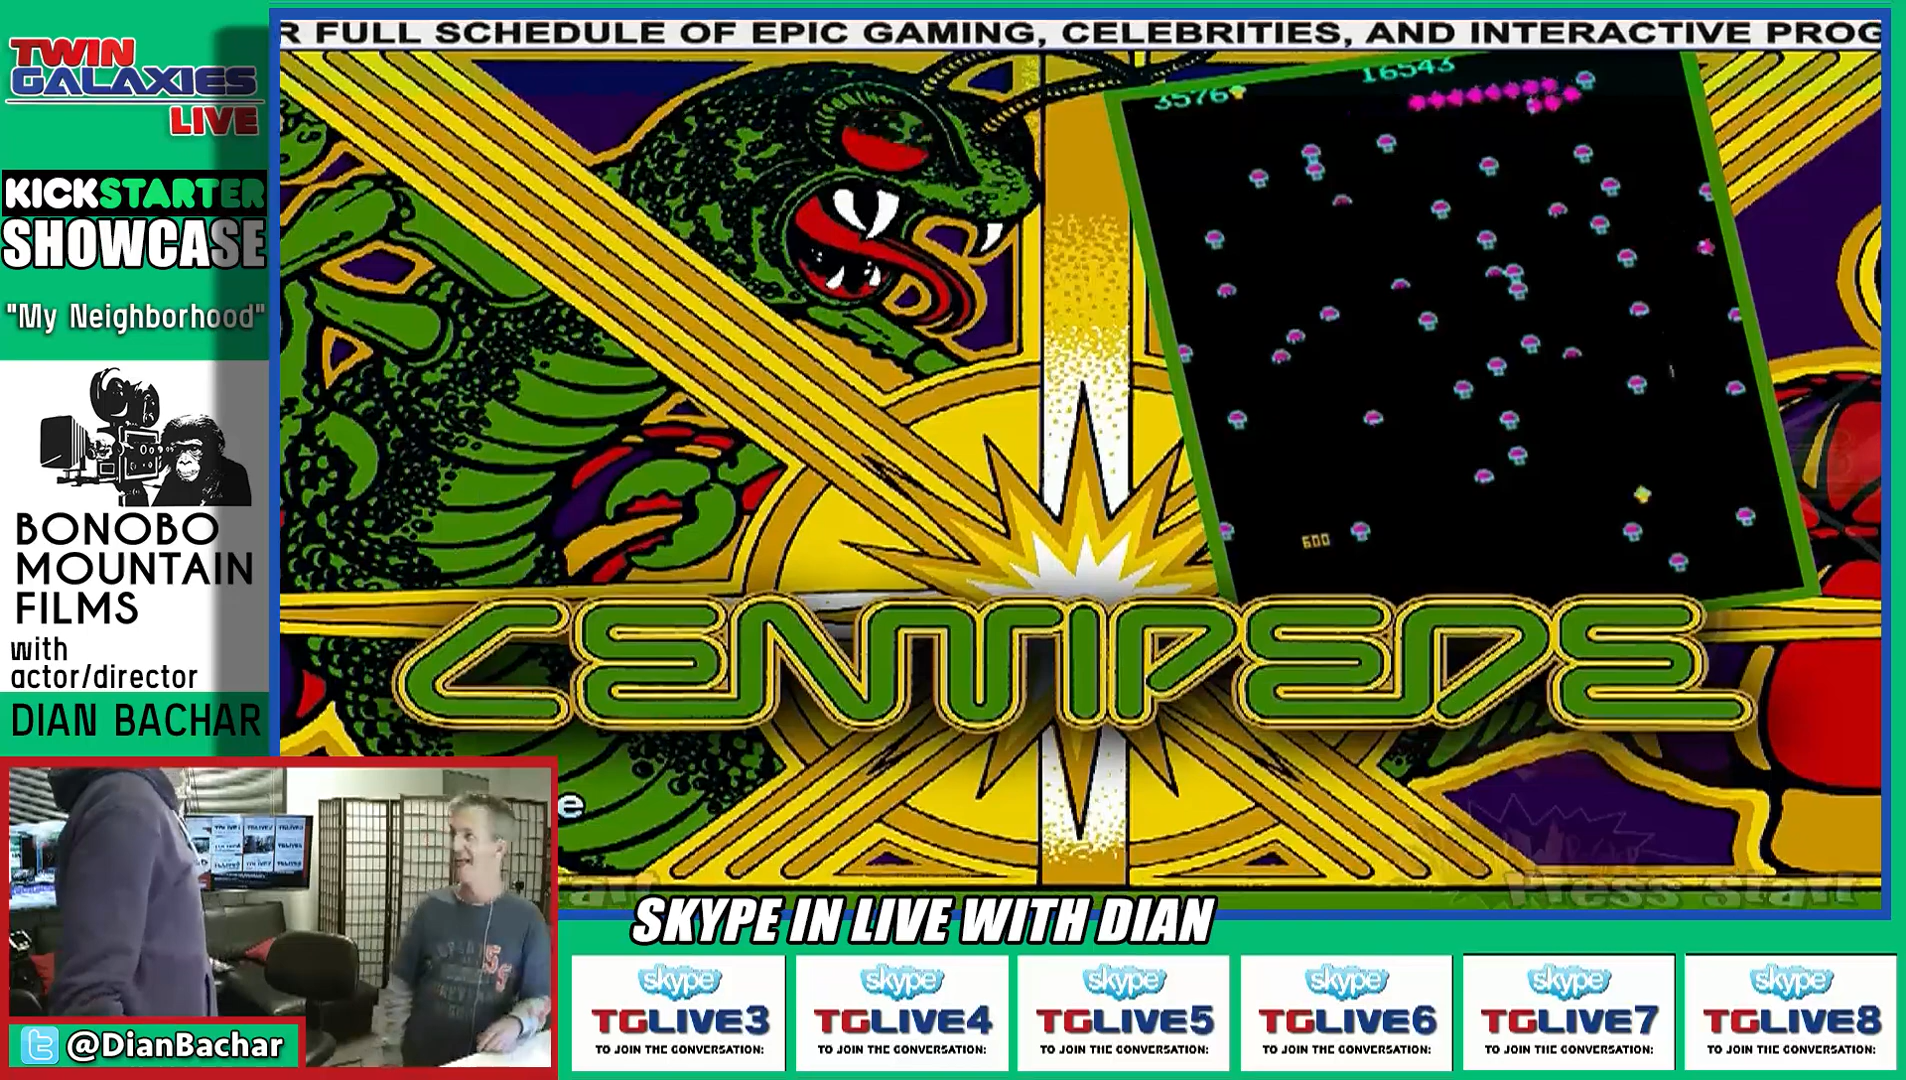 R FULL SCHEDULE OF EPIC GAMING, CELEBRITIES, AND INTERACTIVE PROG
TWIN
GALAXIES
LIVE
KICKSTARTER
SHOWCASE
"My Neighborhood"
BONOBO
MOUNTAIN
FILMS
with
actor/director
DIAN BACHAR
3576
16543
600
CENTIPEDE
e
Press Start
@DianBachar
SKYPE IN LIVE WITH DIAN
skype
TGLIVE3
TO JOIN THE CONVERSATION:
skype
TGLIVE4
TO JOIN THE CONVERSATION:
skype
TGLIVE5
TO JOIN THE CONVERSATION:
skype
TGLIVE6
TO JOIN THE CONVERSATION:
skype
TGLIVE7
TO JOIN THE CONVERSATION:
skype
TGLIVE8
TO JOIN THE CONVERSATION: